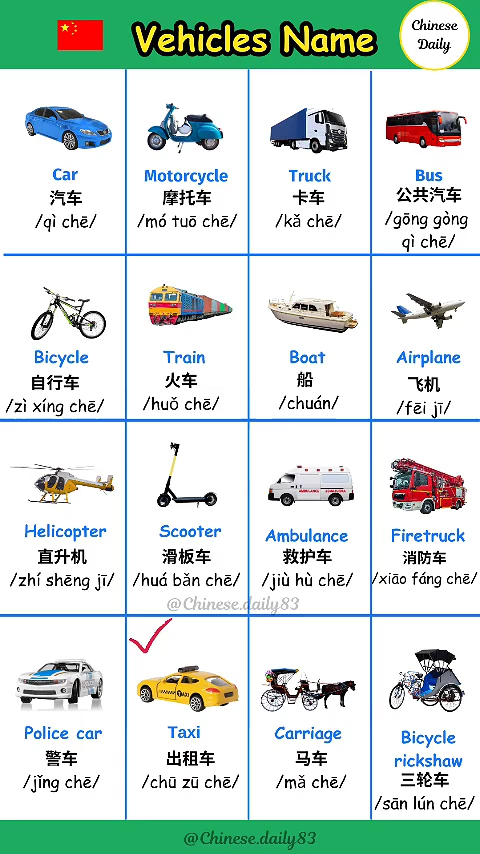 Vehicles Name
Chinese
Daily
Car
汽车
/qì chē/
Motorcycle
摩托车
/mó tuō chē/
Truck
卡车
/kǎ chē/
Bus
公共汽车
/gōng gòng
qì chē/
Bicycle
自行车
/zì xíng chē/
Train
火车
/huǒ chē/
Boat
船
/chuán/
Airplane
飞机
/fēi jī/
Helicopter
直升机
/zhí shēng jī/
Scooter
滑板车
/huá bǎn chē/
AMBULANCE
Ambulance
救护车
/jiù hù chē/
Firetruck
消防车
/xiāo fáng chē/
@Chinese.daily83
Police car
警车
/jǐng chē/
TAXI
Taxi
出租车
/chū zū chē/
Carriage
马车
/mǎ chē/
Bicycle
rickshaw
三轮车
/sān lún chē/
@Chinese.daily83